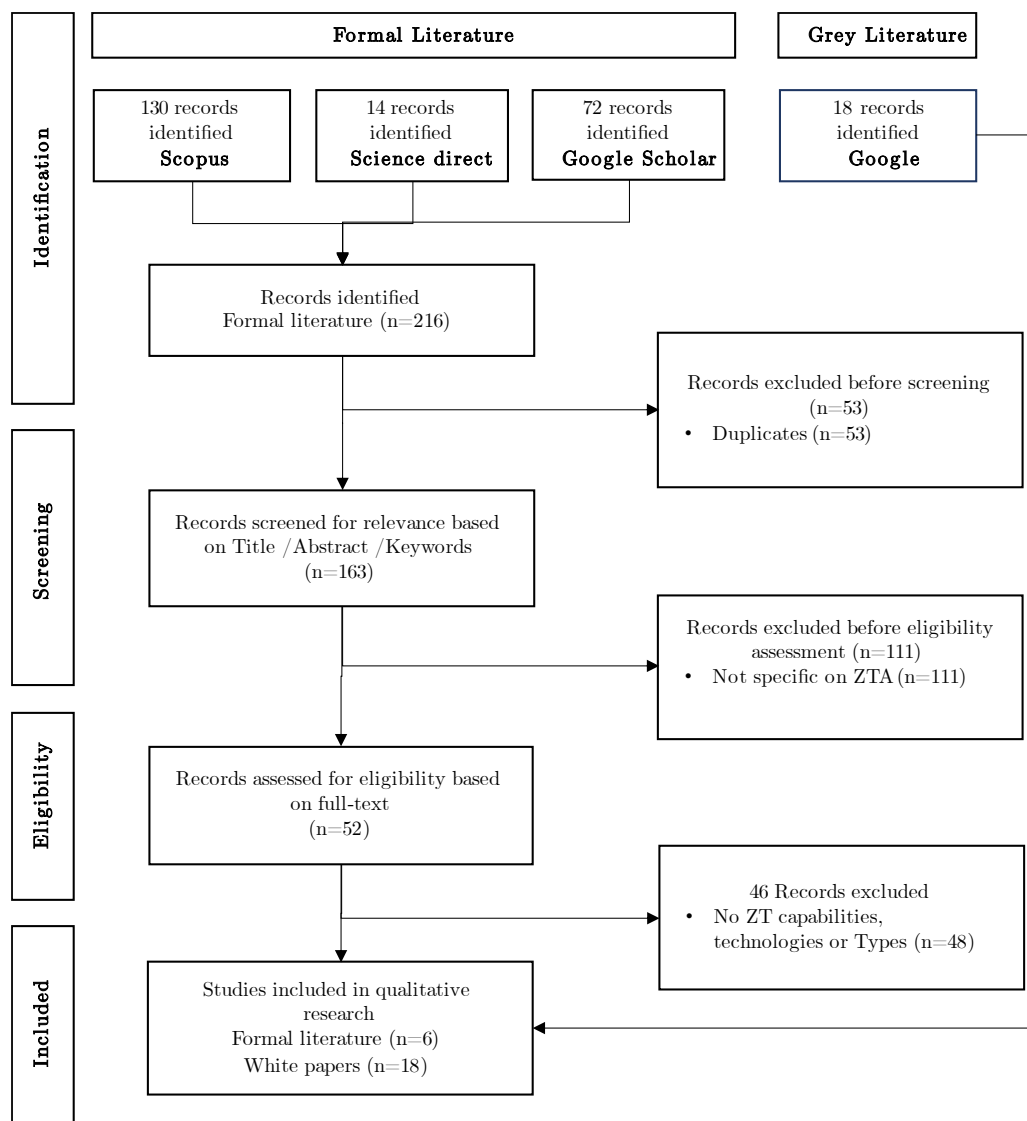 Formal Literature
Grey Literature
Identification
130 records
identified
Scopus
14 records
identified
Science direct
72 records
identified
Google Scholar
18 records
identified
Google
Records identified
Formal literature (n=216)
Records excluded before screening
(n=53)
• Duplicates (n=53)
Screening
Records screened for relevance based
on Title /Abstract /Keywords
(n=163)
Records excluded before eligibility
assessment (n=111)
• Not specific on ZTA (n=111)
Eligibility
Records assessed for eligibility based
on full-text
(n=52)
46 Records excluded
• No ZT capabilities,
technologies or Types (n=48)
Included
Studies included in qualitative
research
Formal literature (n=6)
White papers (n=18)